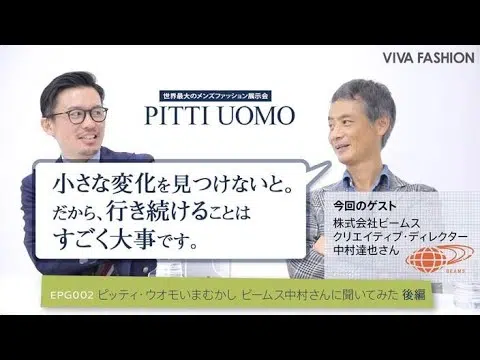 VIVA FASHION
世界最大のメンズファッション展示会
PITTI UOMO
小さな変化を見つけないと。
だから、行き続けることは
すごく大事です。
今回のゲスト
株式会社ビームス
クリエイティブ・ディレクター
中村達也さん
BEAMS
EPG002 ピッティ・ウオモいまむかし ビームス中村さんに聞いてみた 後編